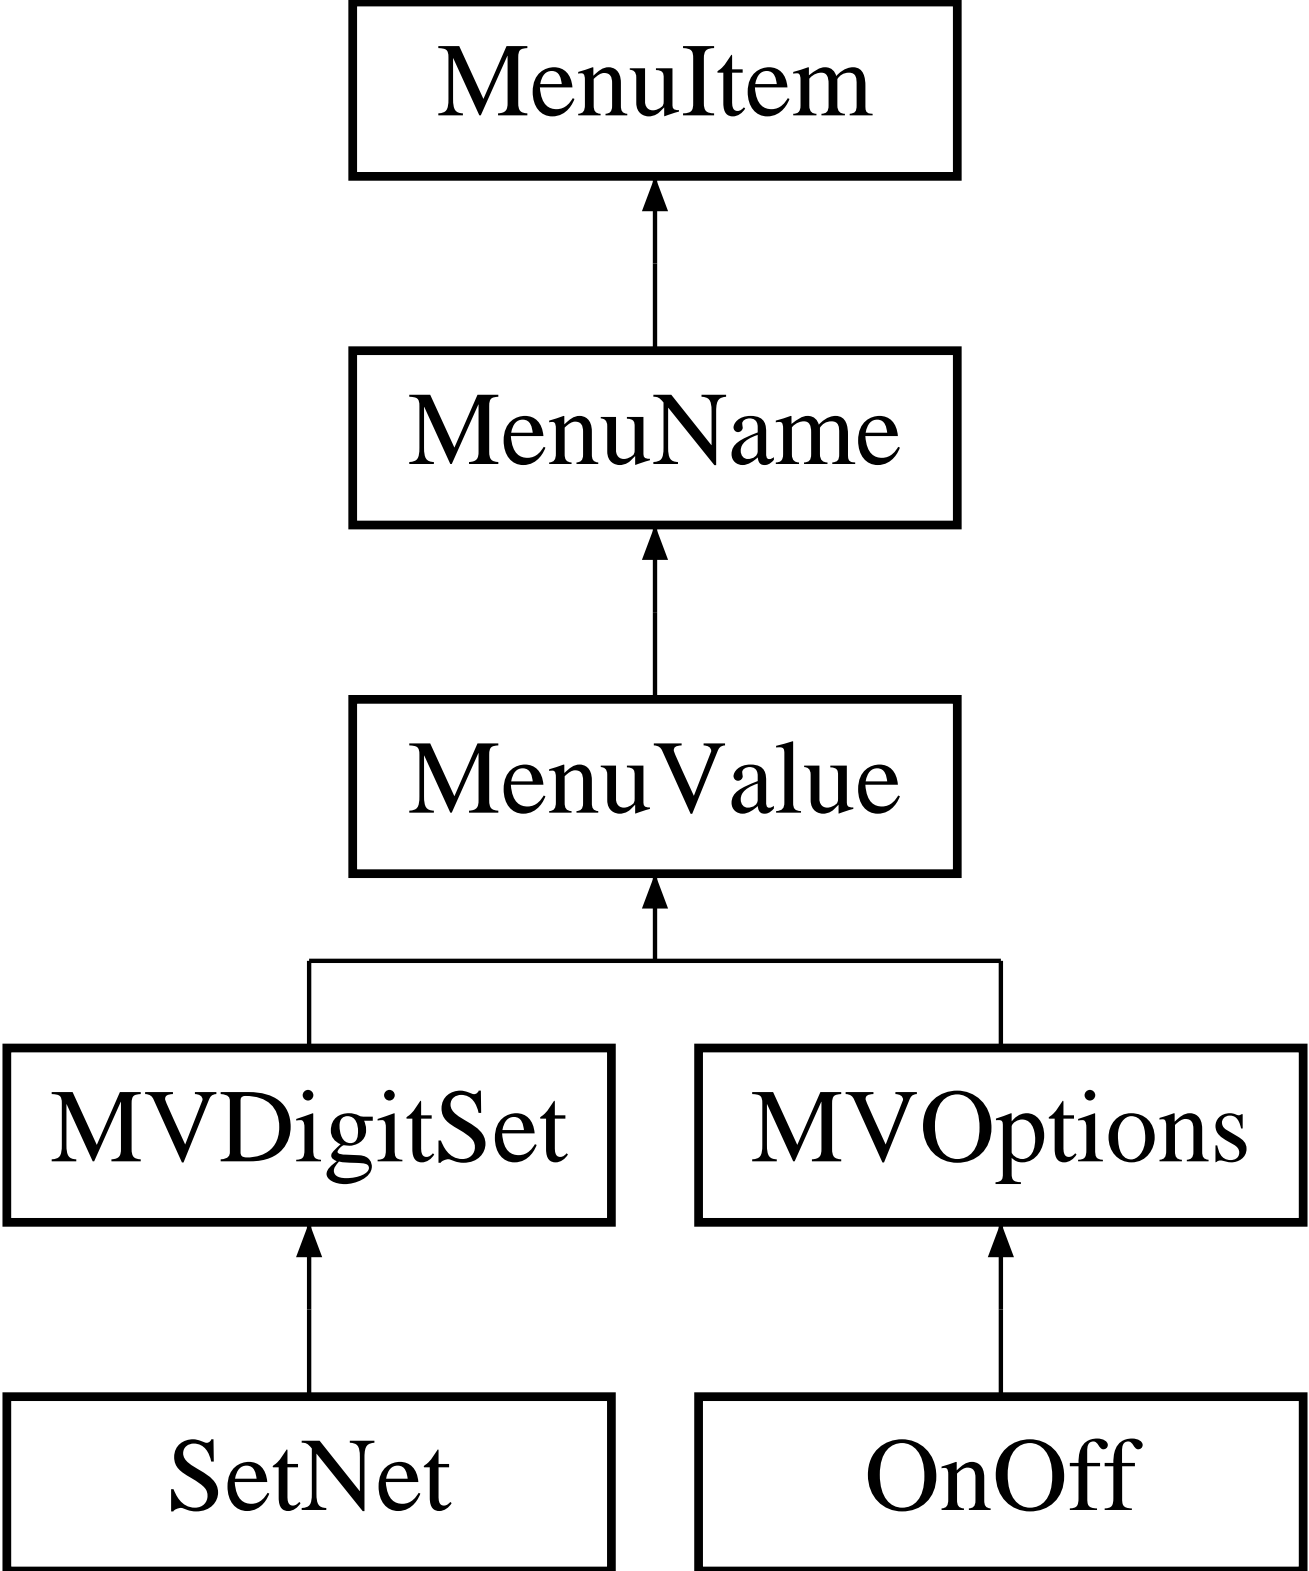 MenuItem
MenuName
MenuValue
MVDigitSet
MVOptions
SetNet
OnOff